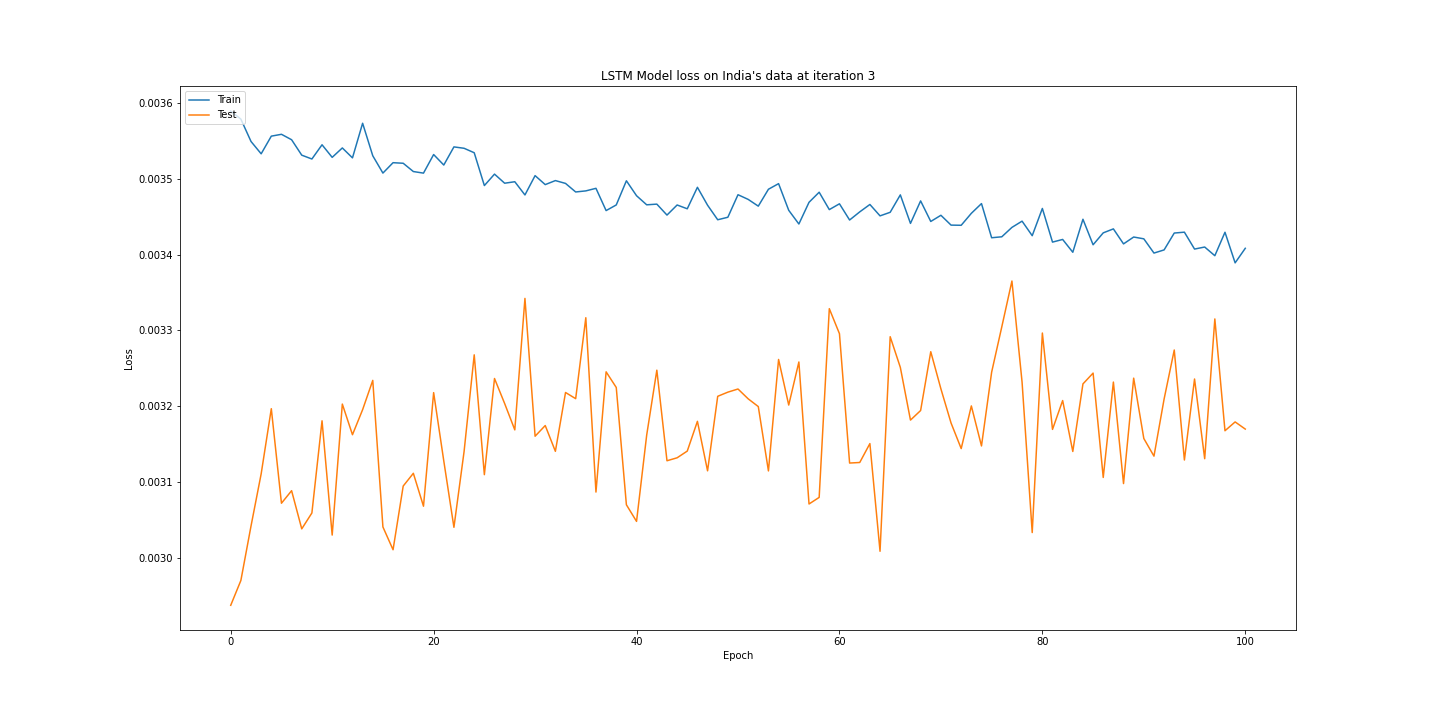 LSTM Model loss on India's data at iteration 3
Train
Test
0.0036
0.0035
0.0034
0.0033
0.0032
0.0031
0.0030
Loss
0 20 40 60 80 100
Epoch